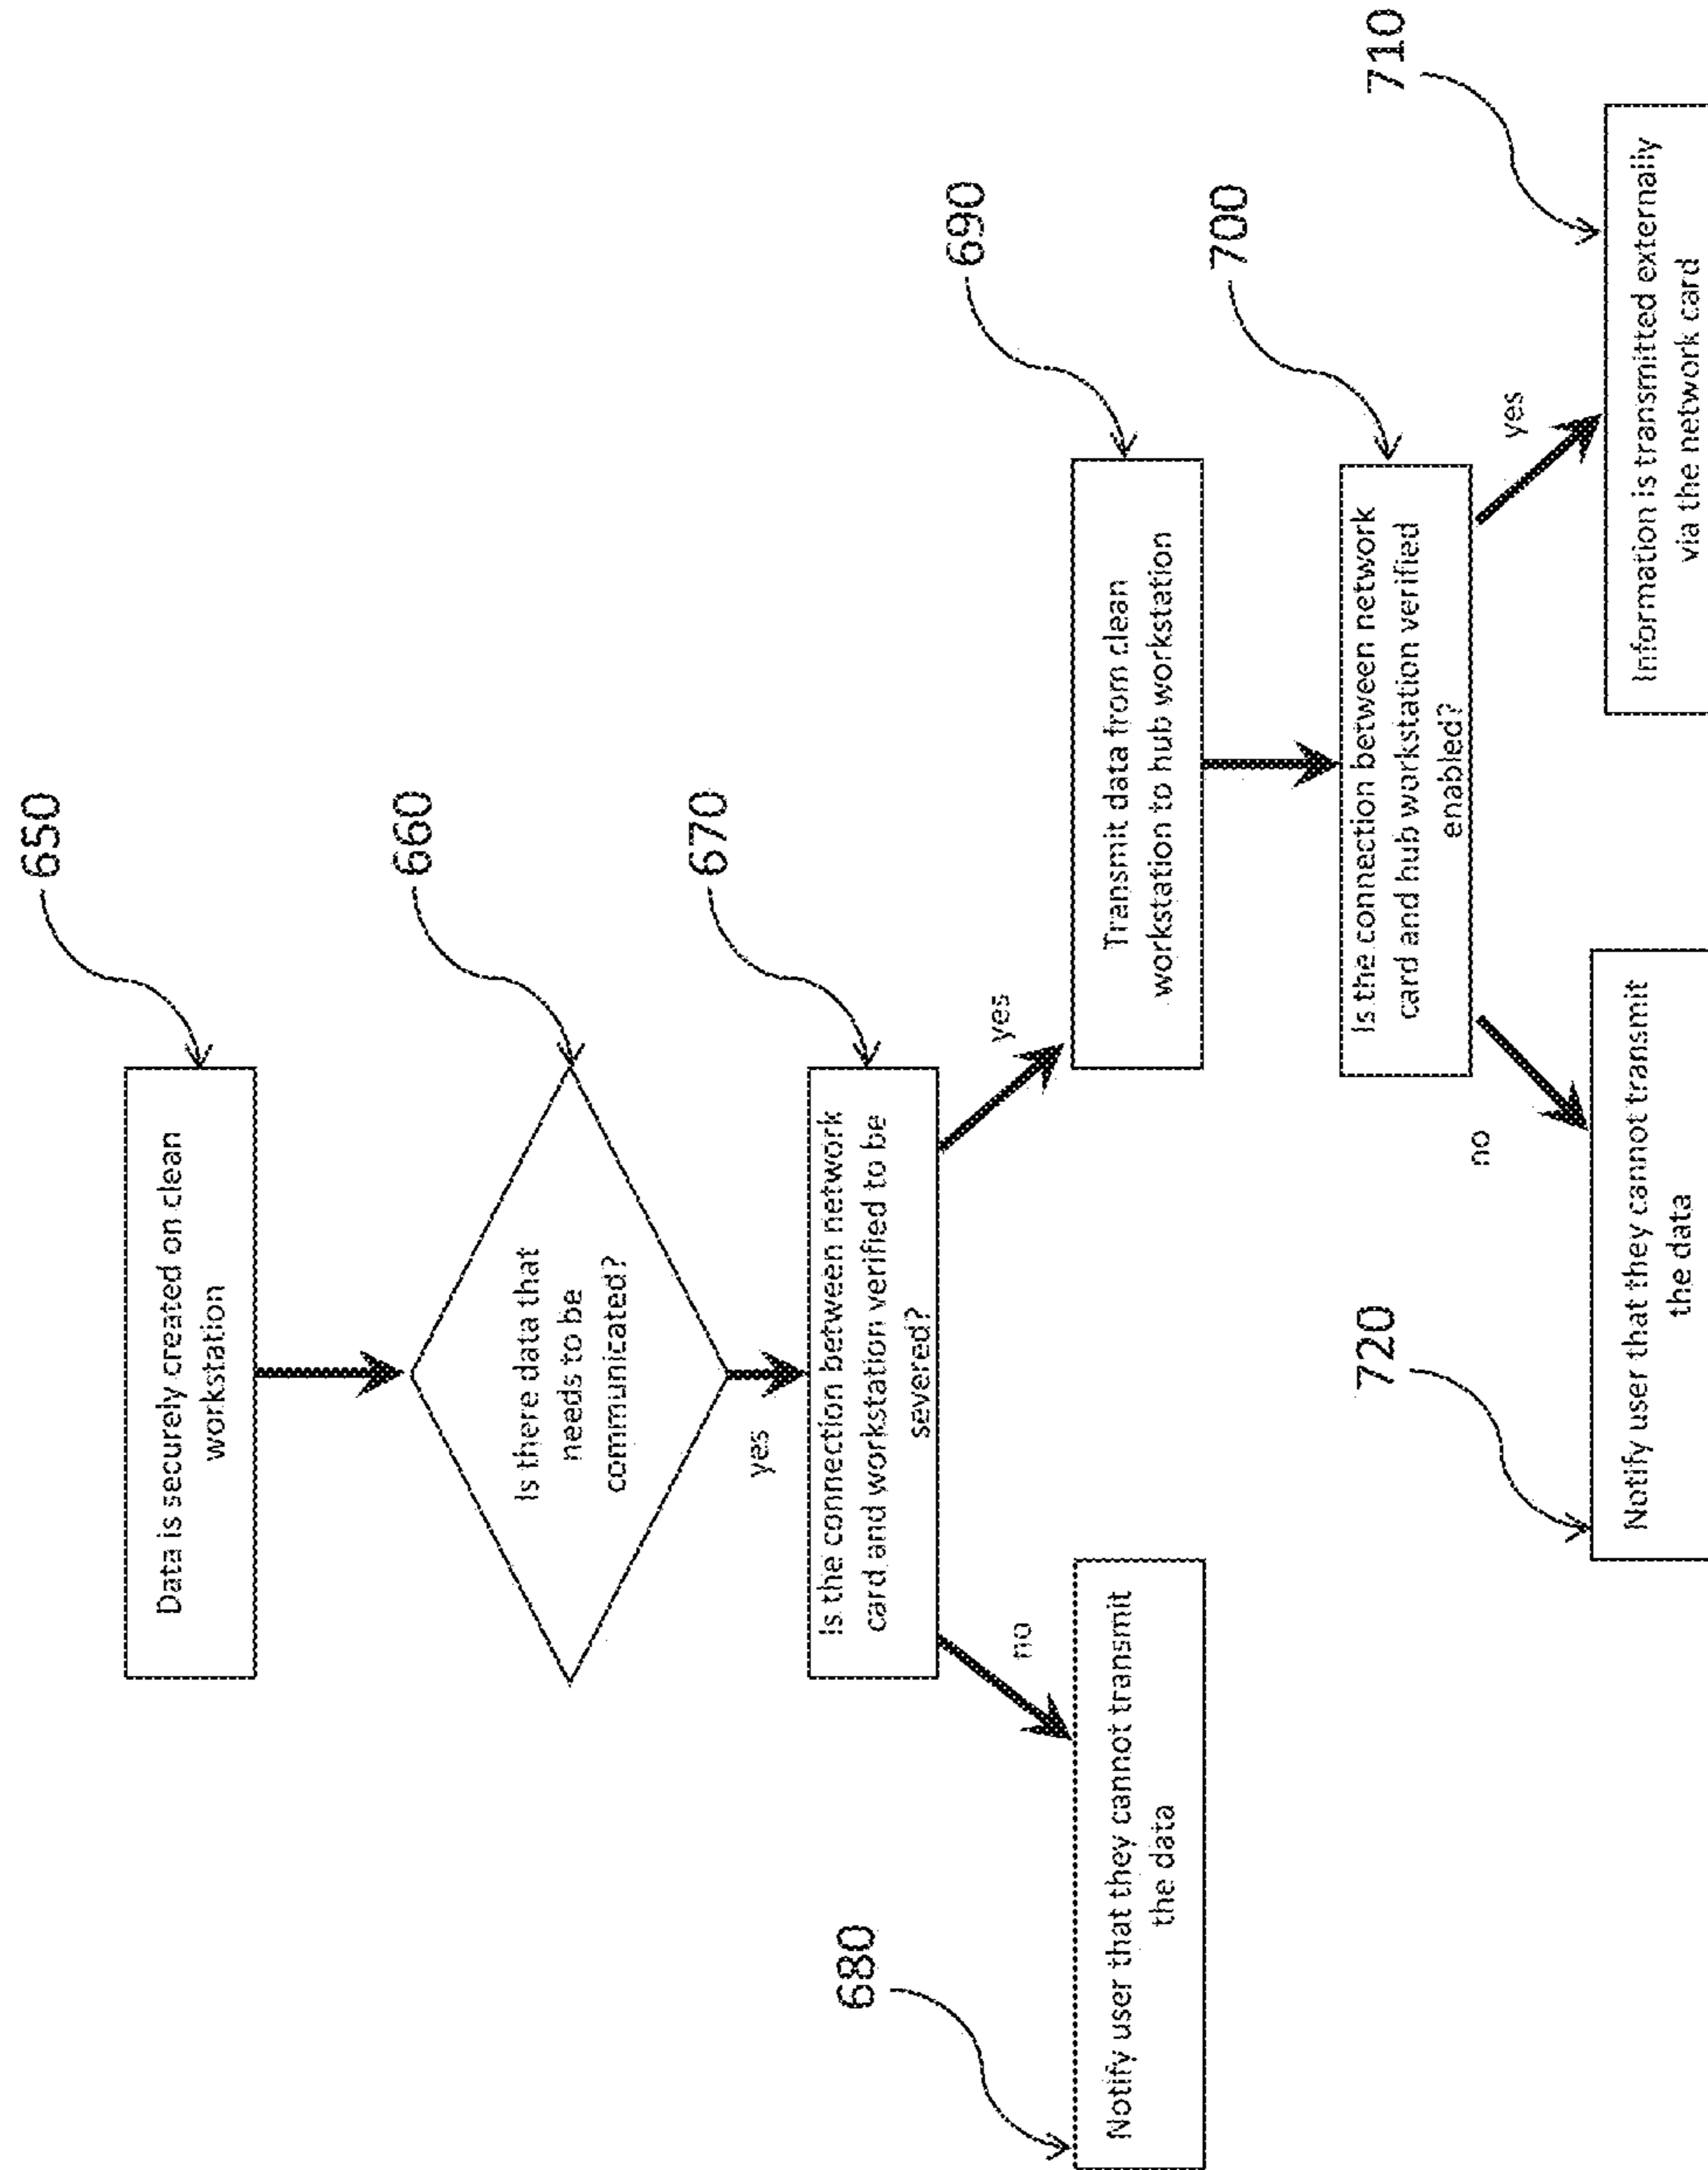 650
Data is securely created on clean
workstation
660
Is there data that
needs to be
communicated?
yes
670
Is the connection between network
card and workstation verified to be
severed?
no
yes
680
Notify user that they cannot transmit
the data
690
Transmit data from clean
workstation to hub workstation
700
Is the connection between network
card and hub workstation verified
enabled?
no
yes
720
Notify user that they cannot transmit
the data
710
Information is transmitted externally
via the network card